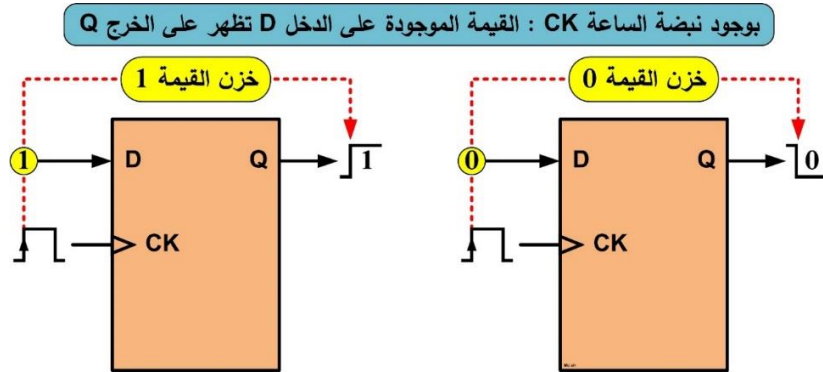 بوجود نبضة الساعة CK : القيمة الموجودة على الدخل D تظهر على الخرج Q
خزن القيمة 1
خزن القيمة 0
1
D
Q
1
CK
0
D
Q
0
CK